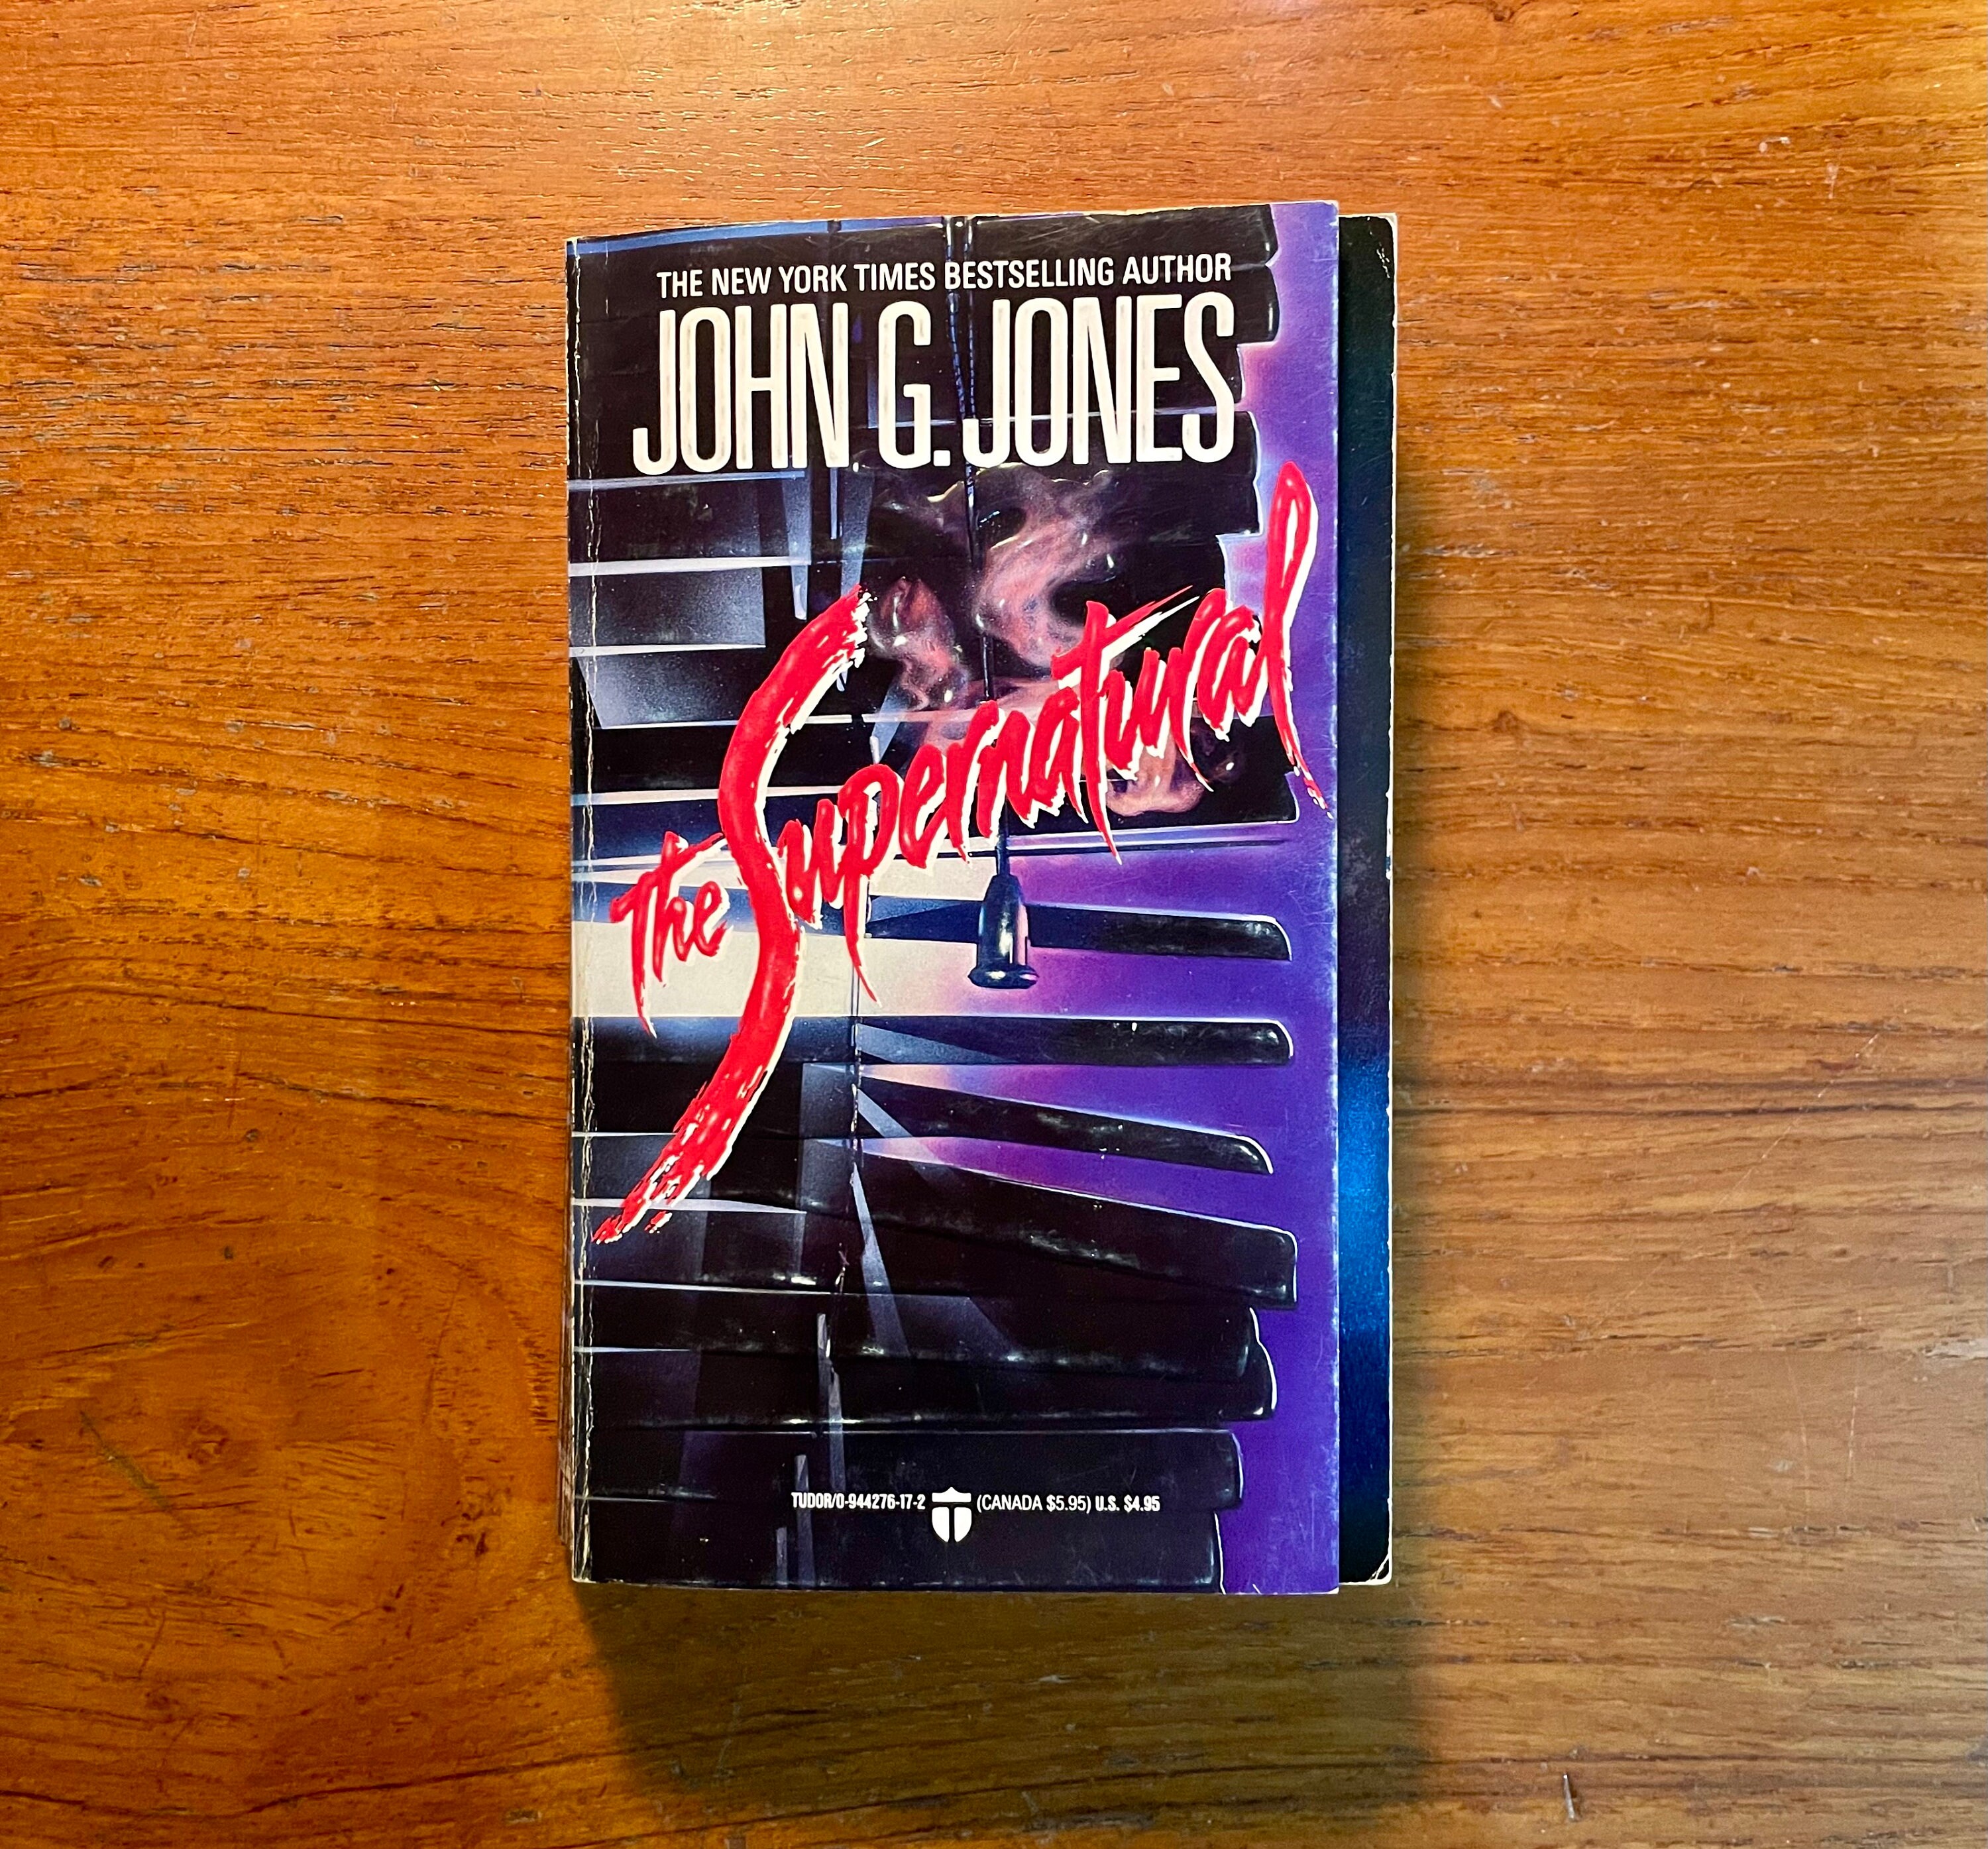 THE NEW YORK TIMES BESTSELLING AUTHOR
JOHN G. JONES
the Supernatural
TUDOR/0-944276-17-2 T (CANADA $5.95) U.S. $4.95